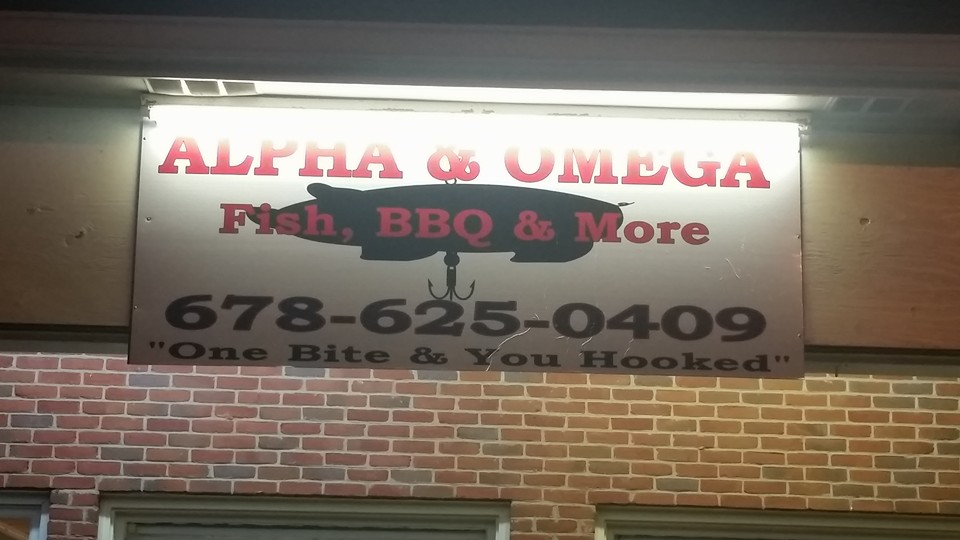 ALPHA & OMEGA
Fish, BBQ & More
678-625-0409
"One Bite & You Hooked"